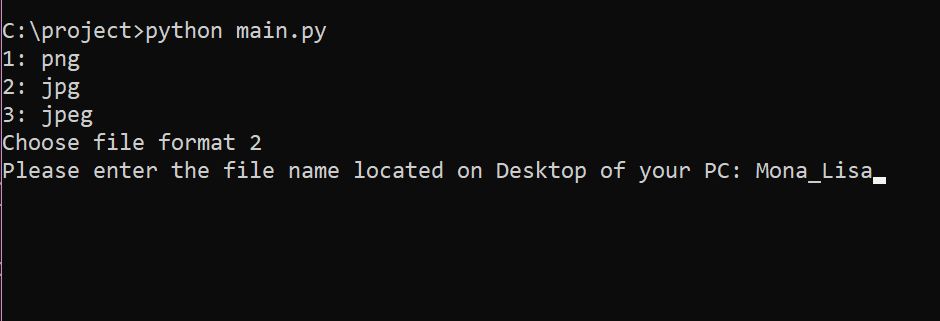 C:\project>python main.py
1: png
2: jpg
3: jpeg
Choose file format 2
Please enter the file name located on Desktop of your PC: Mona_Lisa